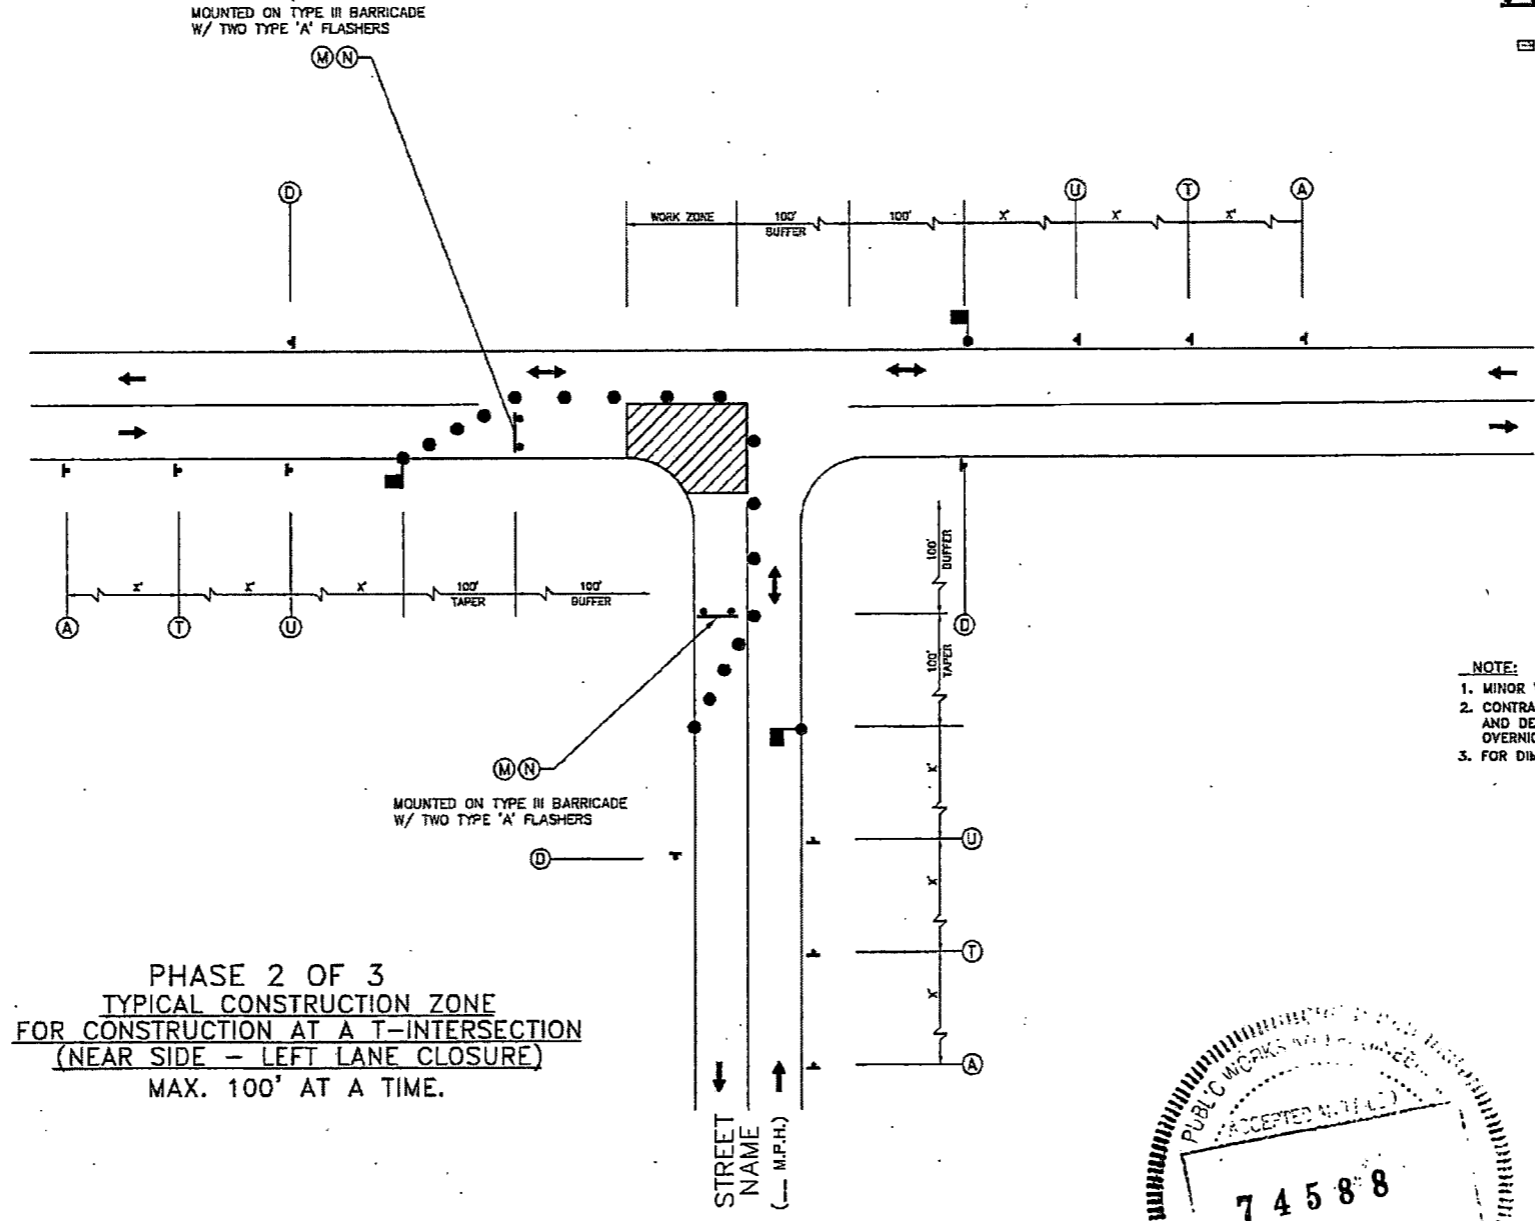 MOUNTED ON TYPE III BARRICADE
W/ TWO TYPE 'A' FLASHERS
M N
D
U T A
WORK ZONE 100' 100' X' X' X'
BUFFER
X' X' X' 100' 100'
TAPER BUFFER
A T U
100'
BUFFER
100'
TAPER
D
X'
U
X'
T
X'
A
M N
MOUNTED ON TYPE III BARRICADE
W/ TWO TYPE 'A' FLASHERS
D
NOTE:
1. MINOR
2. CONTRA
AND DE
OVERNIG
3. FOR DIM
PHASE 2 OF 3
TYPICAL CONSTRUCTION ZONE
FOR CONSTRUCTION AT A T-INTERSECTION
(NEAR SIDE - LEFT LANE CLOSURE)
MAX. 100' AT A TIME.
STREET
NAME
(__ M.P.H.)
PUBLIC WORKS
ACCEPTED
74588